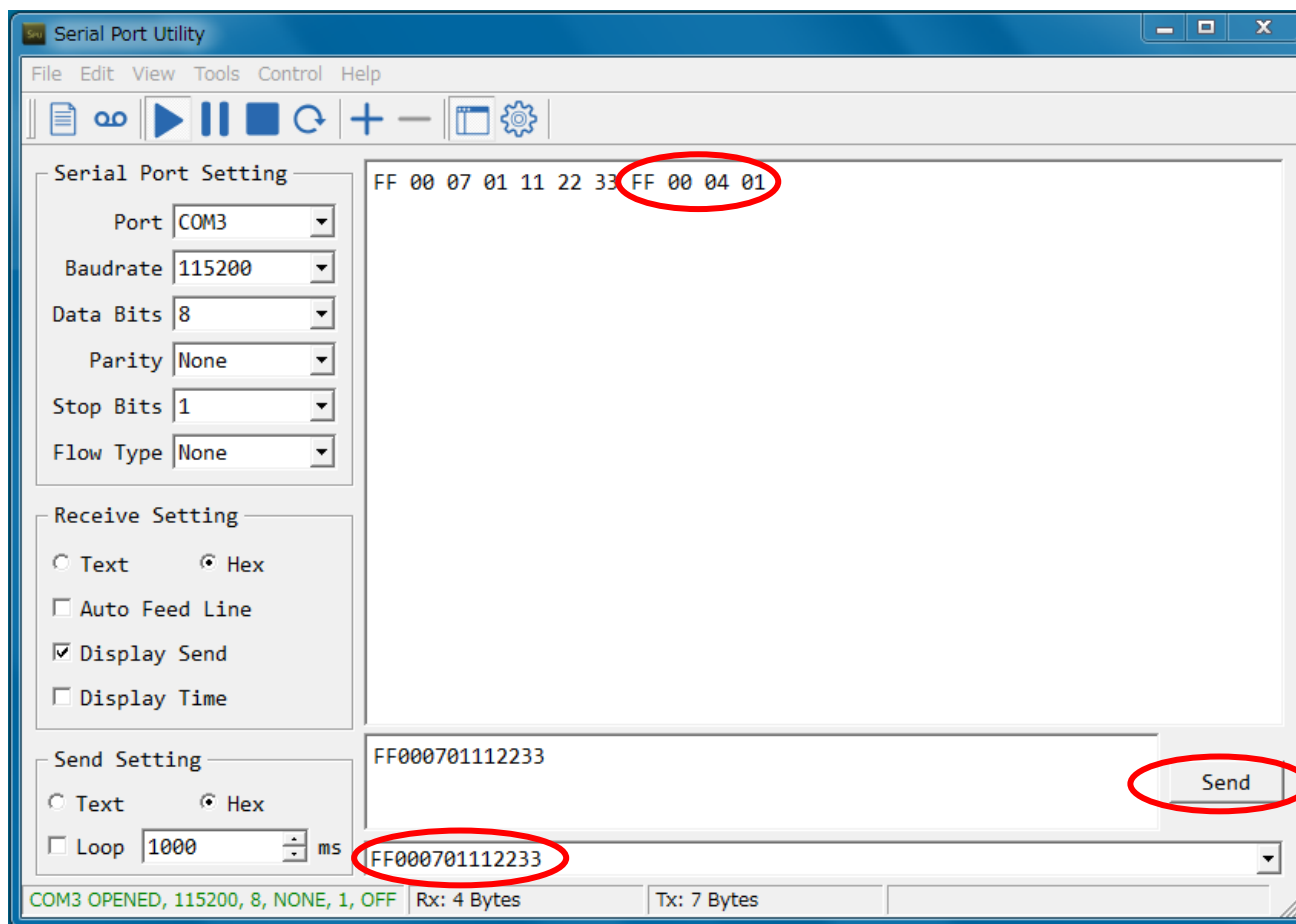 Serial Port Utility
File Edit View Tools Control Help
Serial Port Setting
Port COM3
Baudrate 115200
Data Bits 8
Parity None
Stop Bits 1
Flow Type None
Receive Setting
Text Hex
Auto Feed Line
Display Send
Display Time
Send Setting
Text Hex
Loop 1000 ms
FF 00 07 01 11 22 33 FF 00 04 01
FF000701112233
Send
FF000701112233
COM3 OPENED, 115200, 8, NONE, 1, OFF Rx: 4 Bytes Tx: 7 Bytes